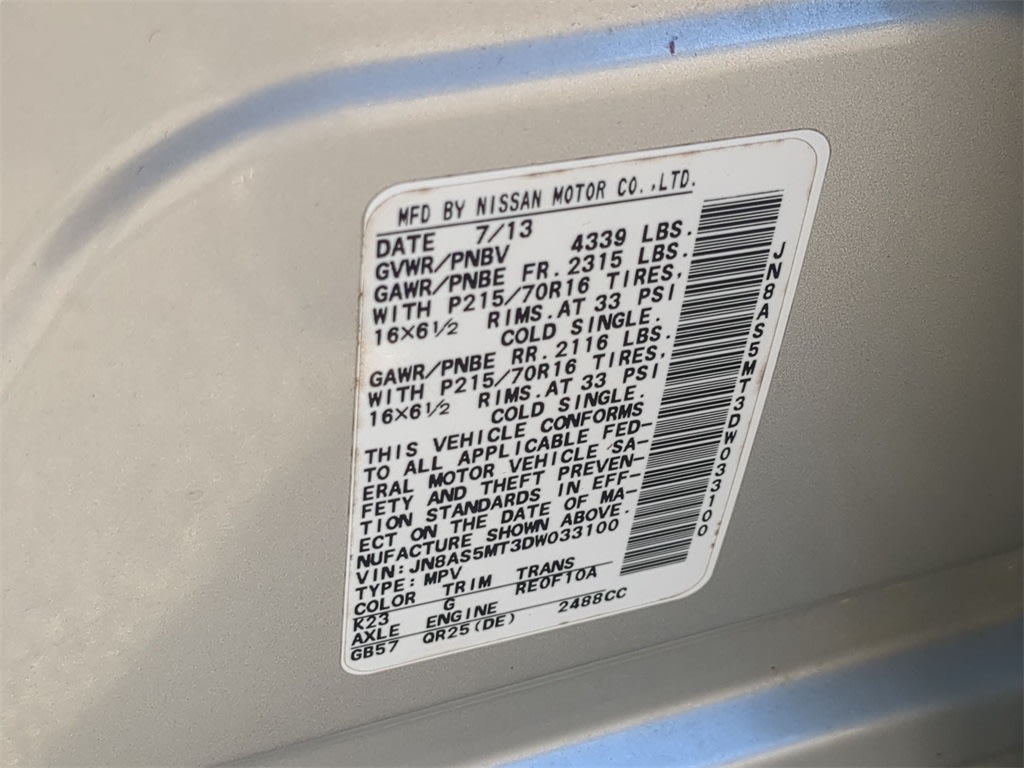 MFD BY NISSAN MOTOR CO.,LTD.
DATE 7/13
GVWR/PNBV 4339 LBS.
GAWR/PNBE FR. 2315 LBS.
WITH P215/70R16 TIRES,
16×6½ RIMS.AT 33 PSI
COLD SINGLE.
GAWR/PNBE RR. 2116 LBS.
WITH P215/70R16 TIRES,
16×6½ RIMS.AT 33 PSI
COLD SINGLE.
THIS VEHICLE CONFORMS
TO ALL APPLICABLE FED-
ERAL MOTOR VEHICLE SA-
FETY AND THEFT PREVEN-
TION STANDARDS IN EFF-
ECT ON THE DATE OF MA-
NUFACTURE SHOWN ABOVE.
VIN:JN8AS5MT3DW033100
TYPE:MPV
COLOR TRIM TRANS
K23 G RE0F10A
AXLE ENGINE
GB57 QR25(DE) 2488CC
JN8AS5MT3DW033100